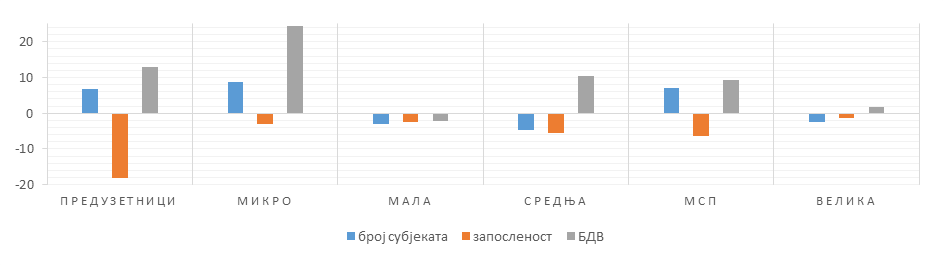 20
10
0
-10
-20
ПРЕДУЗЕТНИЦИ МИКРО МАЛА СРЕДЊА МСП ВЕЛИКА
број субјеката запосленост БДВ